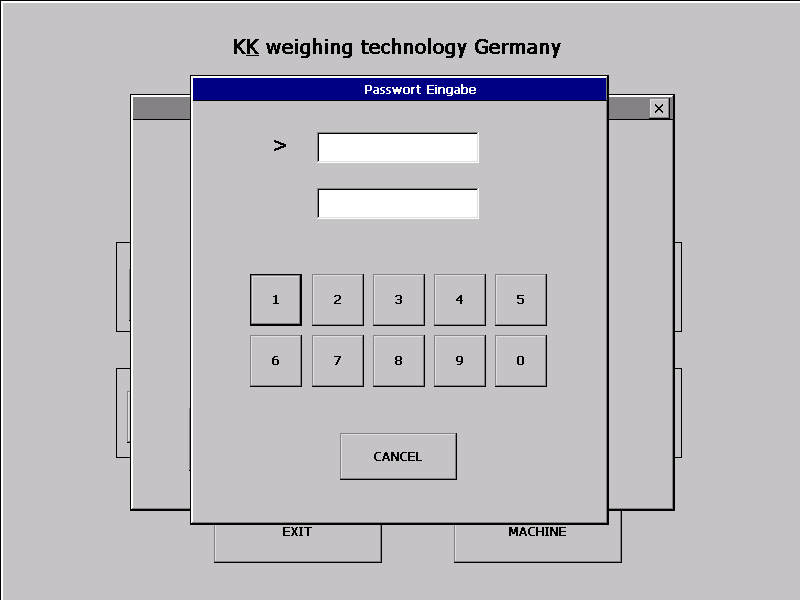 KK weighing technology Germany
Passwort Eingabe
>
1 2 3 4 5
6 7 8 9 0
CANCEL
EXIT MACHINE